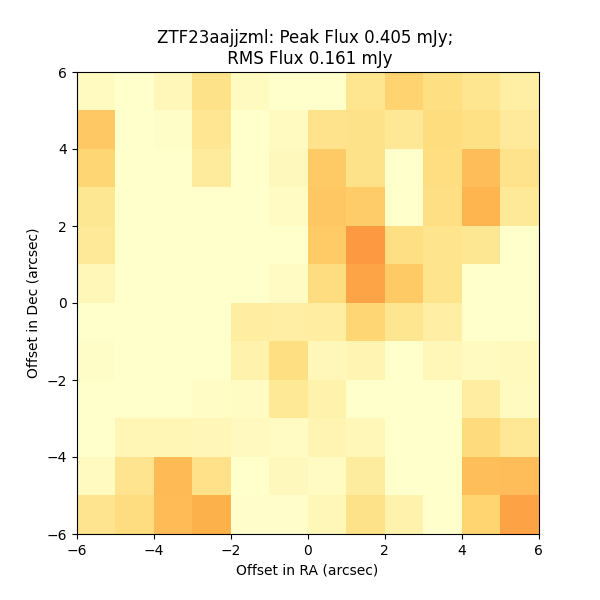 ZTF23aajjzml: Peak Flux 0.405 mJy;
RMS Flux 0.161 mJy
6
4
2
0
−2
−4
−6
Offset in Dec (arcsec)
−6 −4 −2 0 2 4 6
Offset in RA (arcsec)